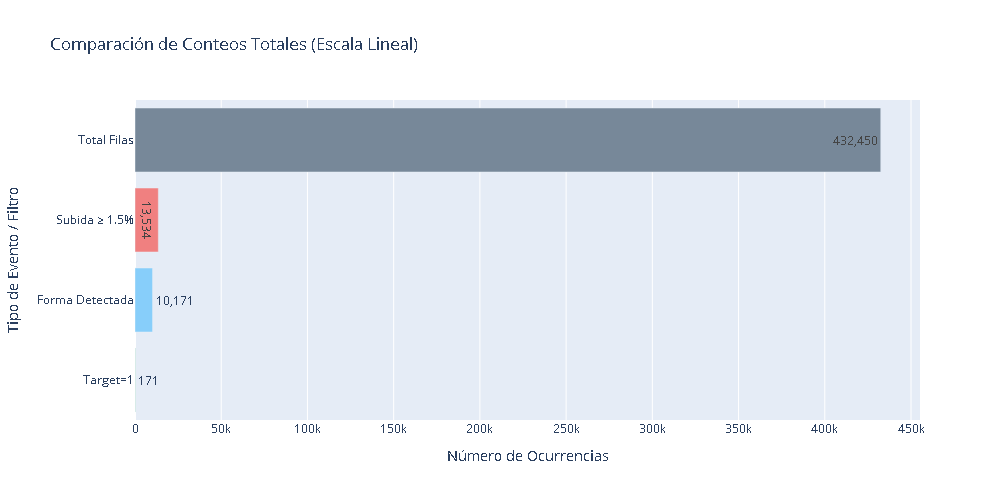 Comparación de Conteos Totales (Escala Lineal)
Tipo de Evento / Filtro
Total Filas
432,450
Subida ≥ 1.5%
13,534
Forma Detectada
10,171
Target=1
171
0 50k 100k 150k 200k 250k 300k 350k 400k 450k
Número de Ocurrencias